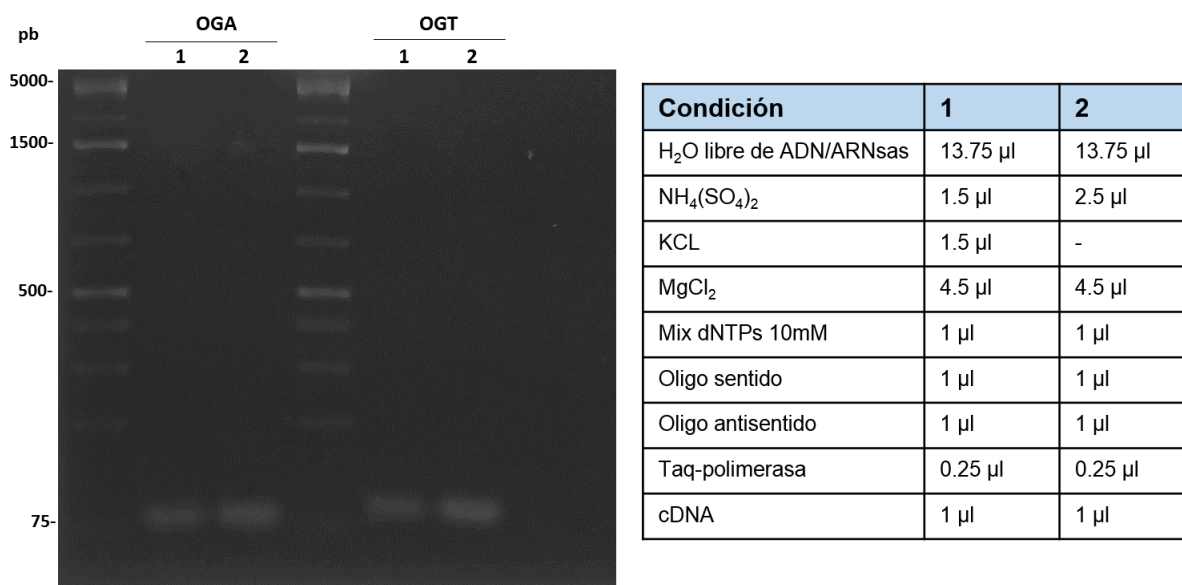 OGA
OGT
pb
1
2
1
2
5000-
1500-
500-
75-
Condición 1 2
H₂O libre de ADN/ARNsas 13.75 µl 13.75 µl
NH₄(SO₄)₂ 1.5 µl 2.5 µl
KCL 1.5 µl -
MgCl₂ 4.5 µl 4.5 µl
Mix dNTPs 10mM 1 µl 1 µl
Oligo sentido 1 µl 1 µl
Oligo antisentido 1 µl 1 µl
Taq-polimerasa 0.25 µl 0.25 µl
cDNA 1 µl 1 µl